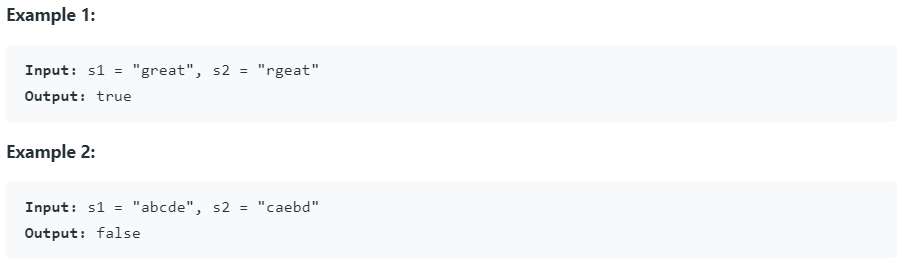 Example 1:
Input: s1 = "great", s2 = "rgeat"
Output: true
Example 2:
Input: s1 = "abcde", s2 = "caebd"
Output: false